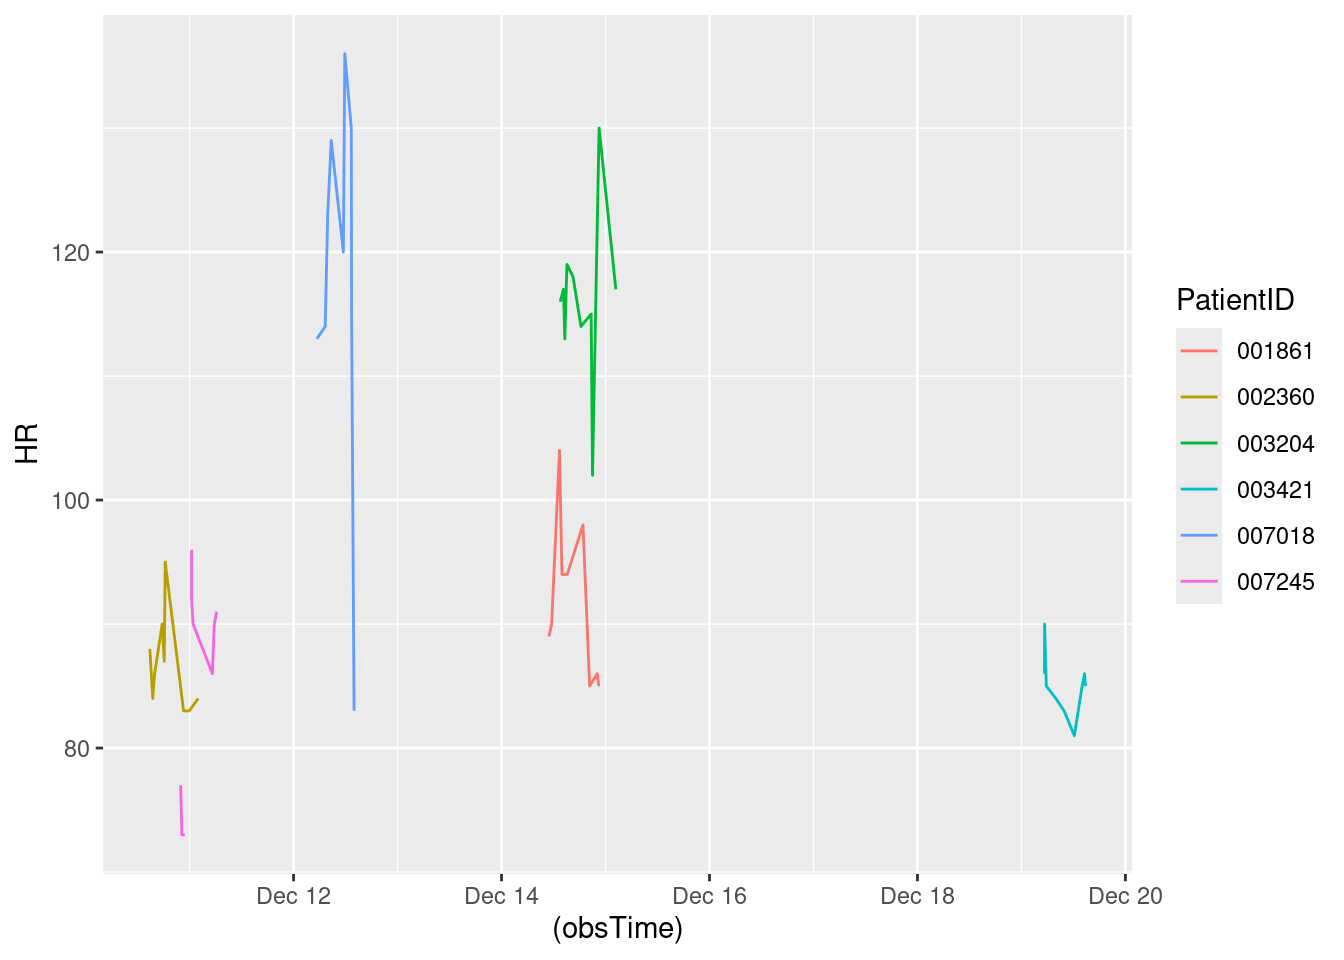 HR
120
100
80
Dec 12
Dec 14
Dec 16
Dec 18
Dec 20
(obsTime)
PatientID
001861
002360
003204
003421
007018
007245